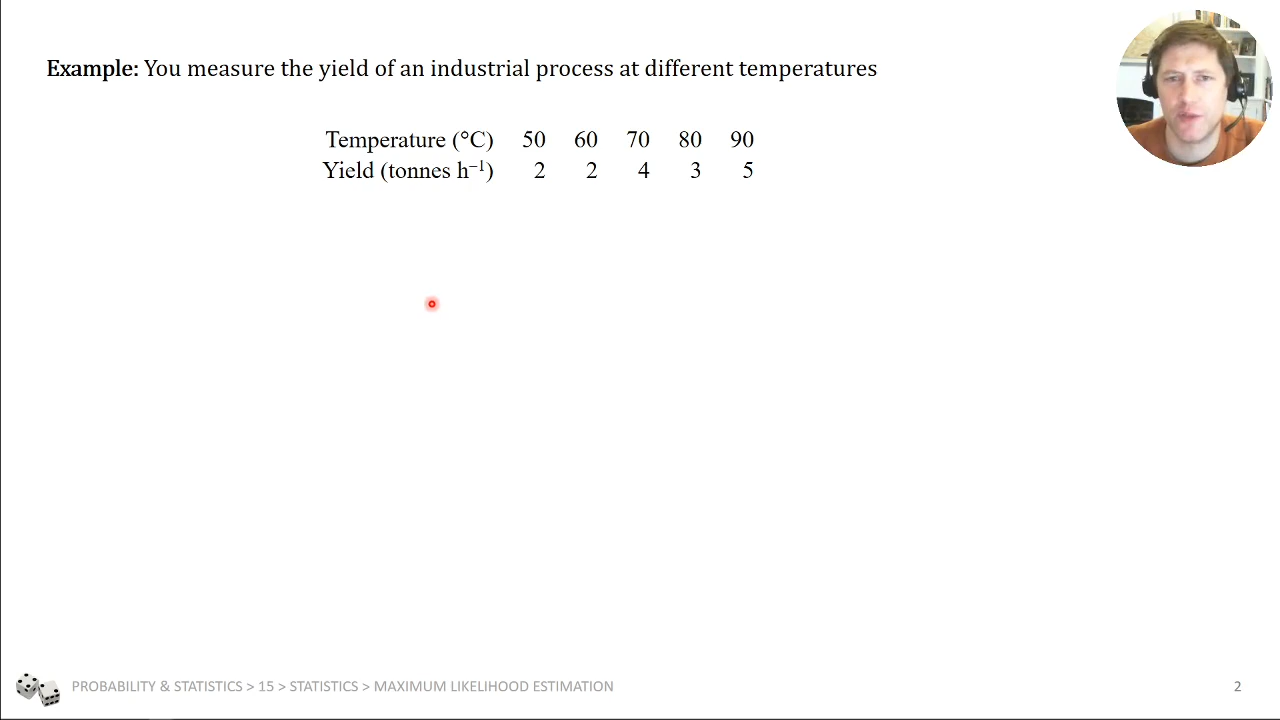 Example: You measure the yield of an industrial process at different temperatures
Temperature (°C) 50 60 70 80 90
Yield (tonnes h⁻¹) 2 2 4 3 5
PROBABILITY & STATISTICS > 15 > STATISTICS > MAXIMUM LIKELIHOOD ESTIMATION 2